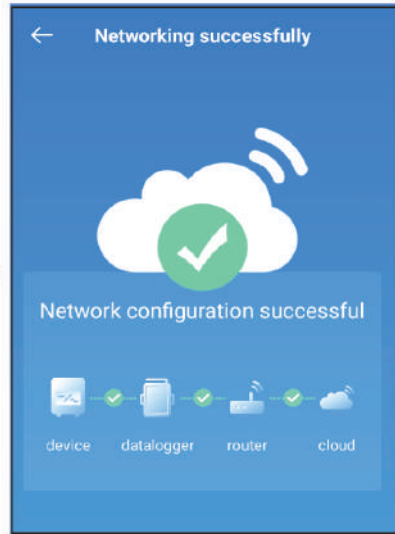 Networking successfully
Network configuration successful
device datalogger router cloud